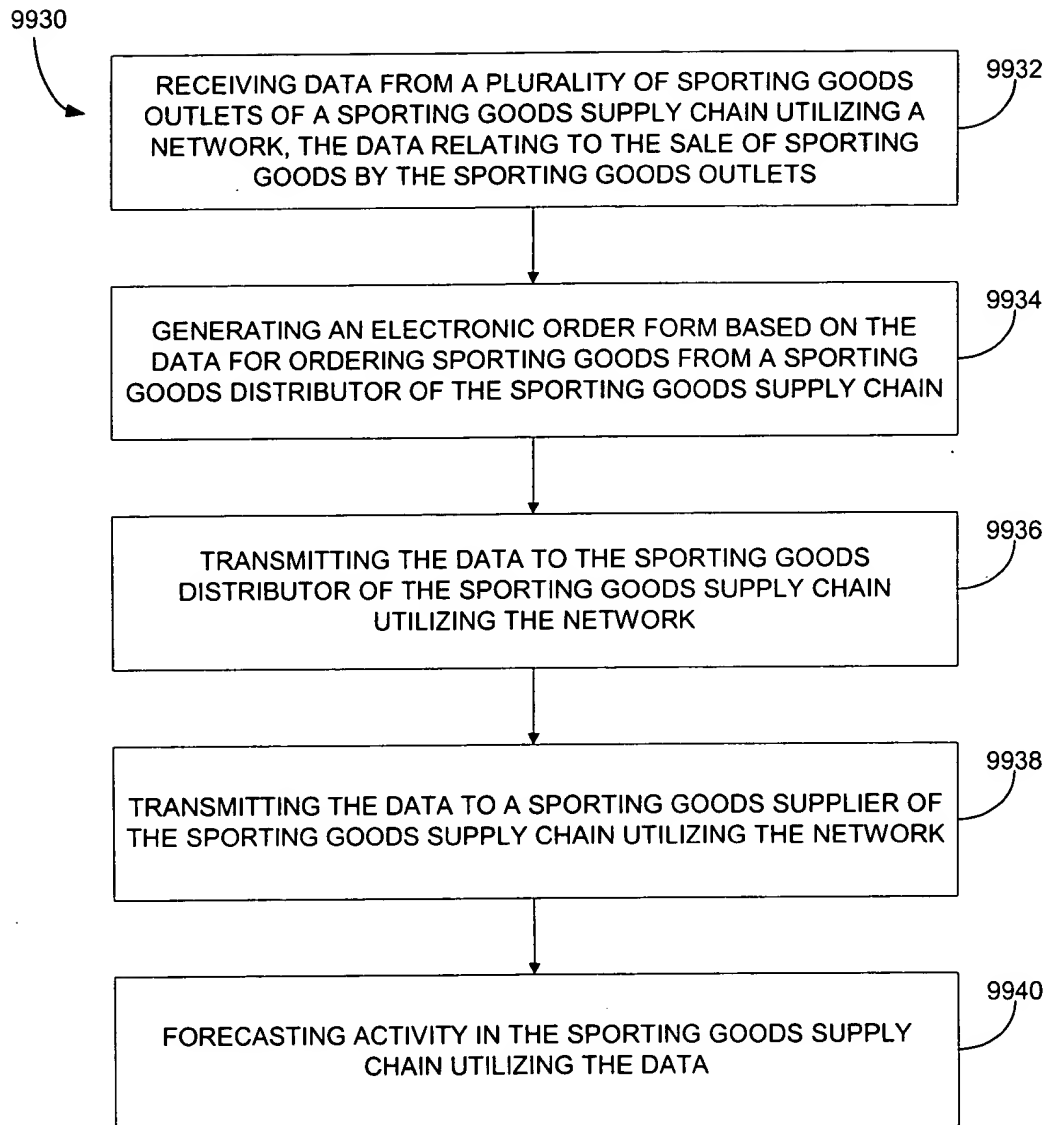 9930
RECEIVING DATA FROM A PLURALITY OF SPORTING GOODS
OUTLETS OF A SPORTING GOODS SUPPLY CHAIN UTILIZING A
NETWORK, THE DATA RELATING TO THE SALE OF SPORTING
GOODS BY THE SPORTING GOODS OUTLETS
9932
GENERATING AN ELECTRONIC ORDER FORM BASED ON THE
DATA FOR ORDERING SPORTING GOODS FROM A SPORTING
GOODS DISTRIBUTOR OF THE SPORTING GOODS SUPPLY CHAIN
9934
TRANSMITTING THE DATA TO THE SPORTING GOODS
DISTRIBUTOR OF THE SPORTING GOODS SUPPLY CHAIN
UTILIZING THE NETWORK
9936
TRANSMITTING THE DATA TO A SPORTING GOODS SUPPLIER OF
THE SPORTING GOODS SUPPLY CHAIN UTILIZING THE NETWORK
9938
FORECASTING ACTIVITY IN THE SPORTING GOODS SUPPLY
CHAIN UTILIZING THE DATA
9940